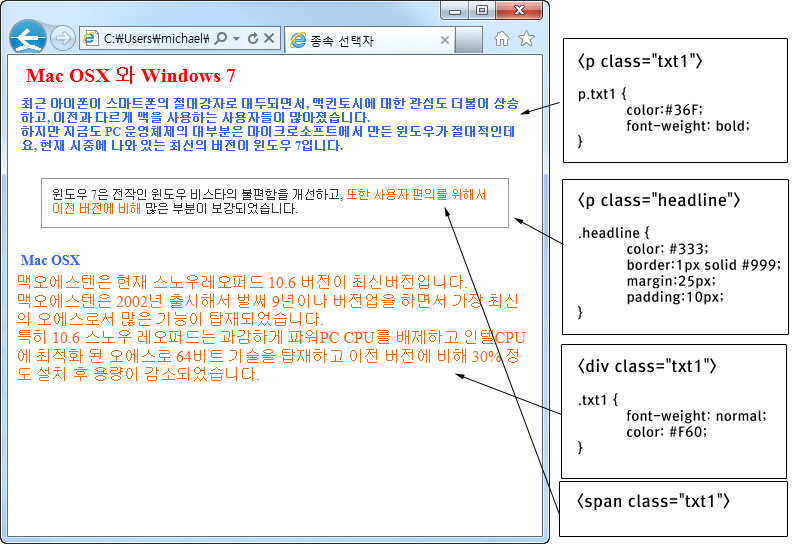 C:₩Users₩michael₩
종속 선택자
Mac OSX 와 Windows 7
최근 아이폰이 스마트폰의 절대강자로 대두되면서, 맥킨토시에 대한 관심도 더불어 상승
하고, 이전과 다르게 맥을 사용하는 사용자들이 많아졌습니다.
하지만 지금도 PC 운영체제의 대부분은 마이크로소프트에서 만든 윈도우가 절대적인데
요, 현재 시중에 나와 있는 최신의 버전이 윈도우 7입니다.
윈도우 7은 전작인 윈도우 비스타의 불편함을 개선하고, 또한 사용자 편의를 위해서
이전 버전에 비해 많은 부분이 보강되었습니다.
Mac OSX
맥오에스텐은 현재 스노우레오퍼드 10.6 버전이 최신버전입니다.
맥오에스텐은 2002년 출시해서 벌써 9년이나 버전업을 하면서 가장 최신
의 오에스로서 많은 기능이 탑재되었습니다.
특히 10.6 스노우 레오퍼드는 과감하게 파워PC CPU를 배제하고 인텔CPU
에 최적화 된 오에스로 64비트 기술을 탑재하고 이전 버전에 비해 30% 정
도 설치 후 용량이 감소되었습니다.
<p class="txt1">
p.txt1 {
color:#36F;
font-weight: bold;
}
<p class="headline">
.headline {
color: #333;
border:1px solid #999;
margin:25px;
padding:10px;
}
<div class="txt1">
.txt1 {
font-weight: normal;
color: #F60;
}
<span class="txt1">